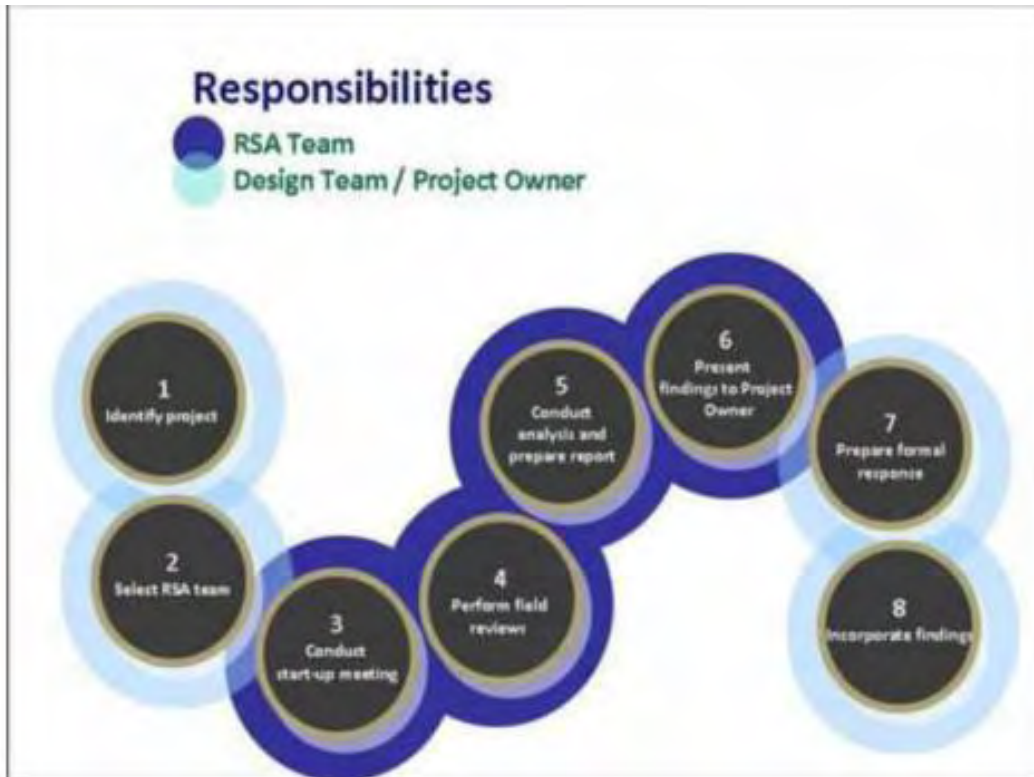 Responsibilities
RSA Team
Design Team / Project Owner
1
Identify project
2
Select RSA team
3
Conduct
start-up meeting
4
Perform field
reviews
5
Conduct
analysis and
prepare report
6
Present
findings to Project
Owner
7
Prepare formal
response
8
Incorporate findings